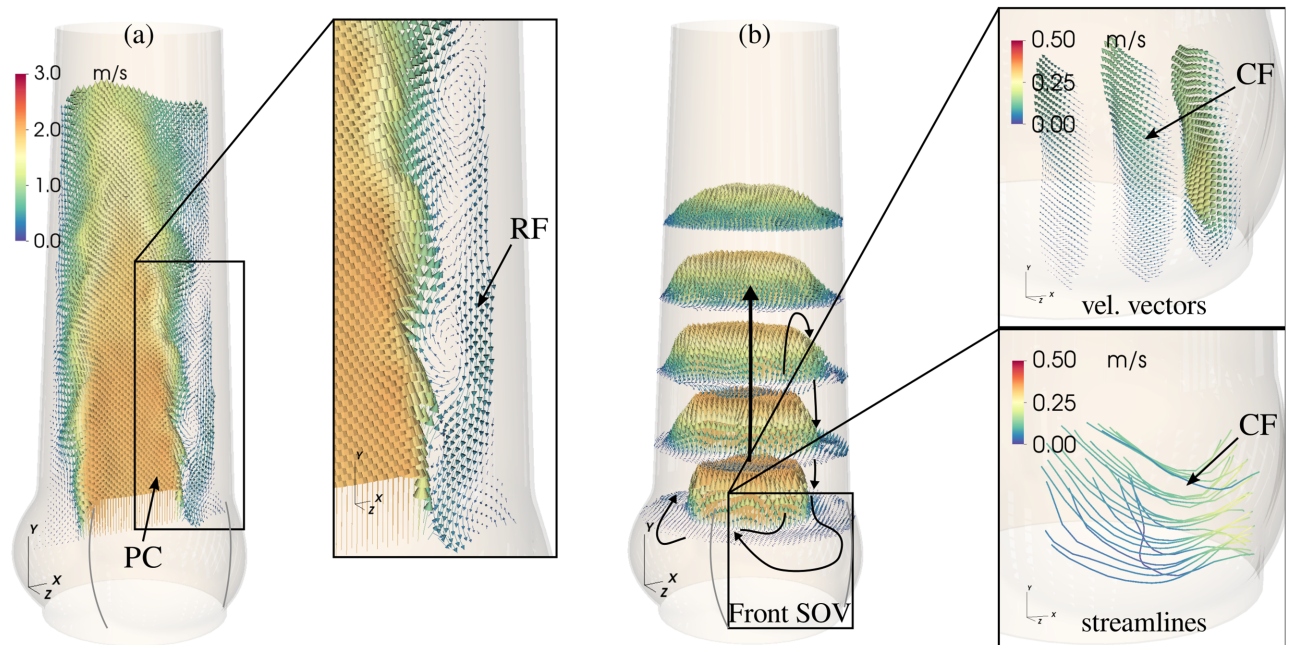 (a)
3.0 m/s
2.0
1.0
0.0
PC
Y
X
Z
RF
Y
X
Z
(b)
Y
X
Z
Front SOV
0.50 m/s
0.25
0.00
CF
Y
X
Z
vel. vectors
0.50 m/s
0.25
0.00
CF
Y
X
Z
streamlines